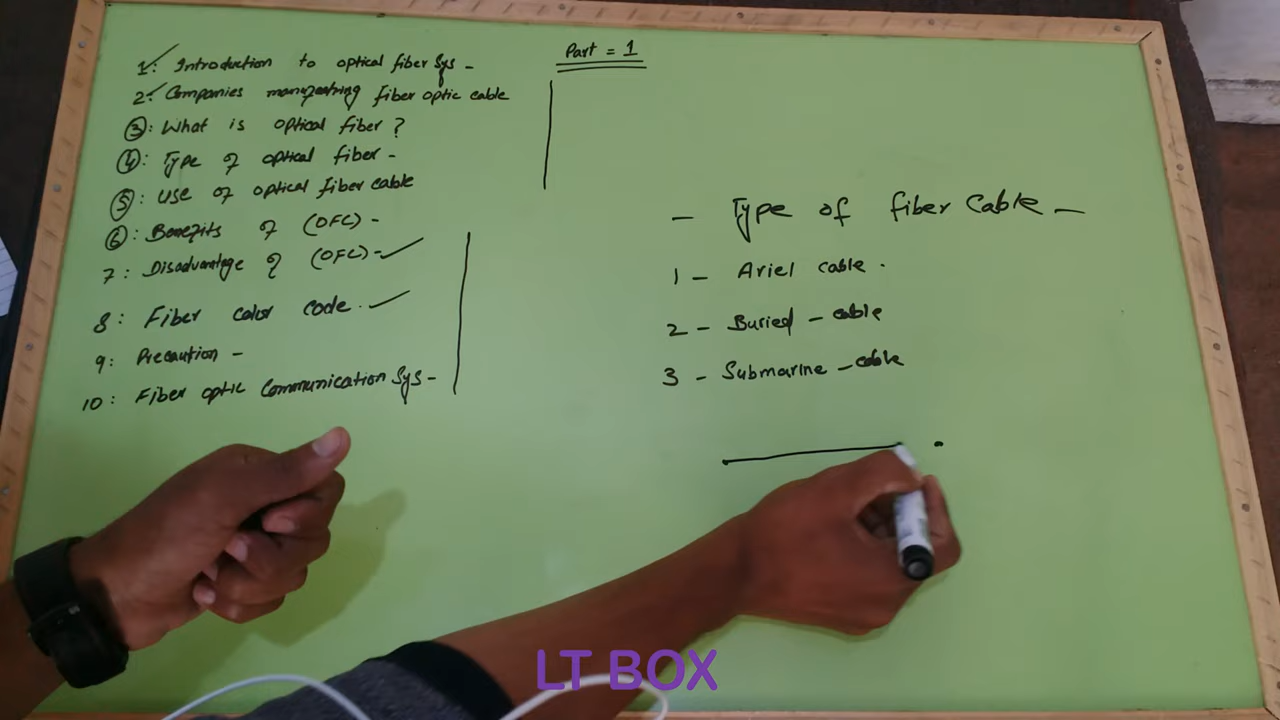 Part = 1
1: Introduction to optical fiber Sys -
2: Companies fiber optic cable
③: What is optical fiber ?
④: Type of optical fiber -
⑤: Use of optical fiber cable
⑥: Benefits of (OFC) -
7: Disadvantage of (OFC) -
8: Fiber color code.
9: Precaution -
10: Fiber optic Communication Sys -
- Type of fiber Cable -
1 - Ariel cable.
2 - Buried - cable
3 - Submarine - cable
LT BOX